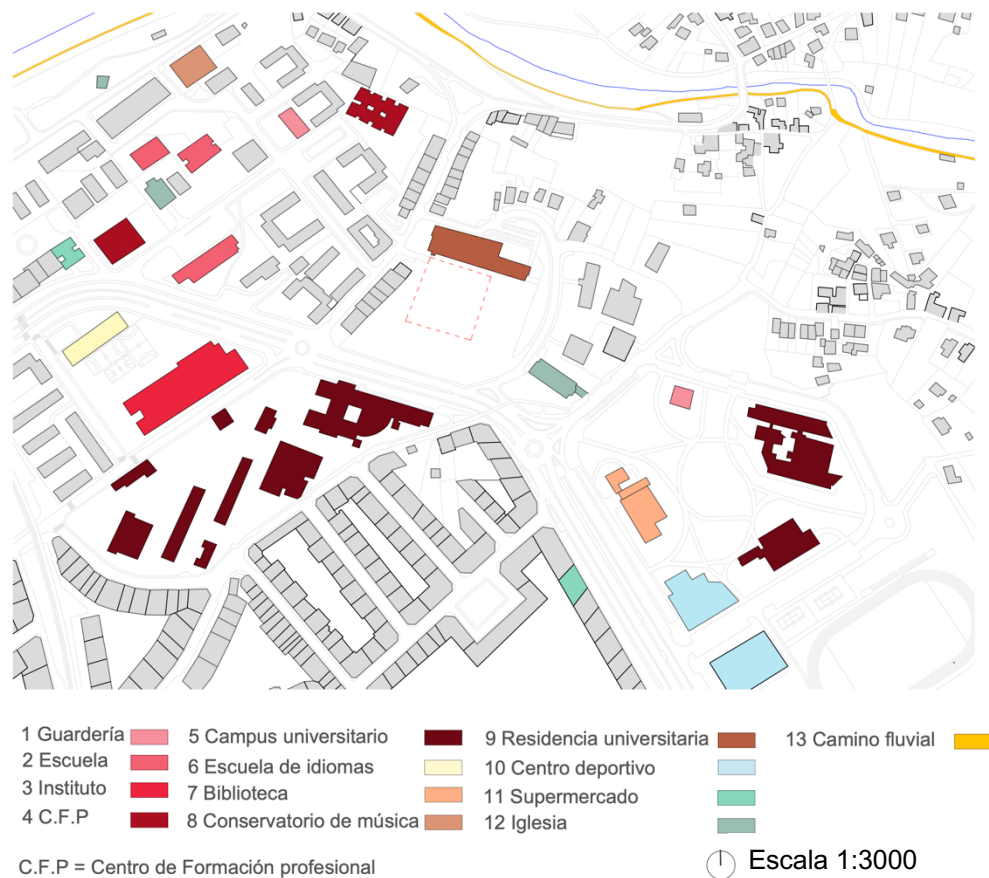 1 Guardería
2 Escuela
3 Instituto
4 C.F.P
5 Campus universitario
6 Escuela de idiomas
7 Biblioteca
8 Conservatorio de música
9 Residencia universitaria
10 Centro deportivo
11 Supermercado
12 Iglesia
13 Camino fluvial
C.F.P = Centro de Formación profesional
Escala 1:3000